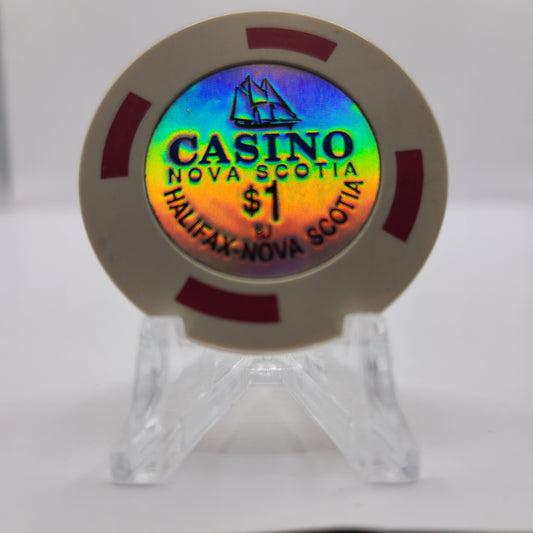 CASINO
NOVA SCOTIA
$1
HALIFAX-NOVA SCOTIA